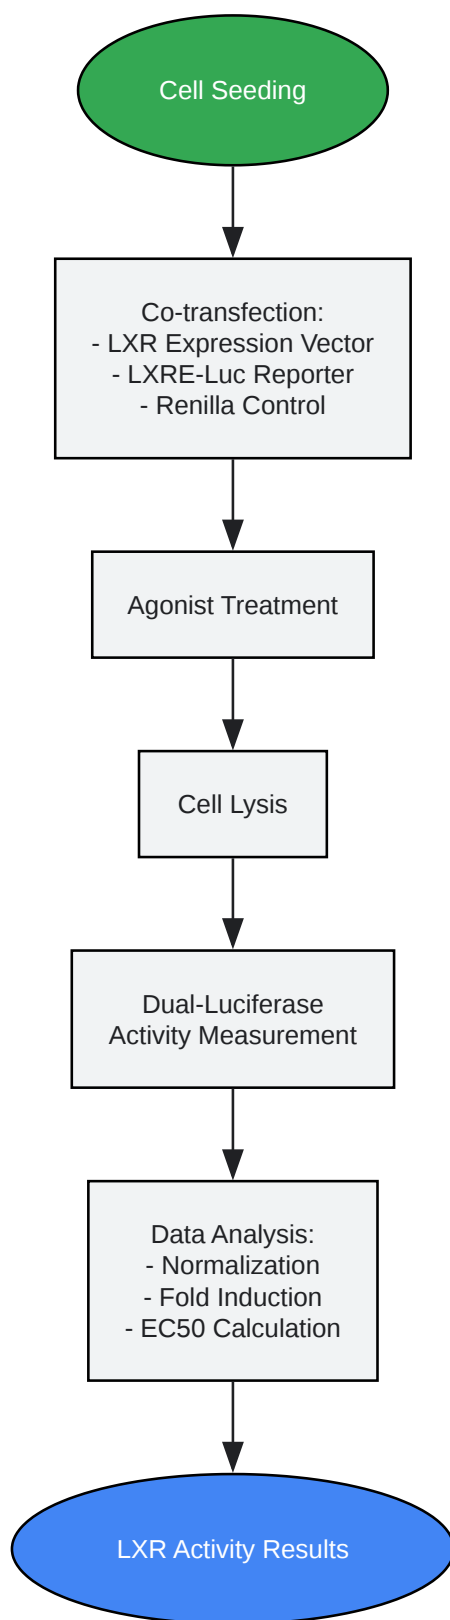 Cell Seeding
Co-transfection:
- LXR Expression Vector
- LXRE-Luc Reporter
- Renilla Control
Agonist Treatment
Cell Lysis
Dual-Luciferase
Activity Measurement
Data Analysis:
- Normalization
- Fold Induction
- EC50 Calculation
LXR Activity Results